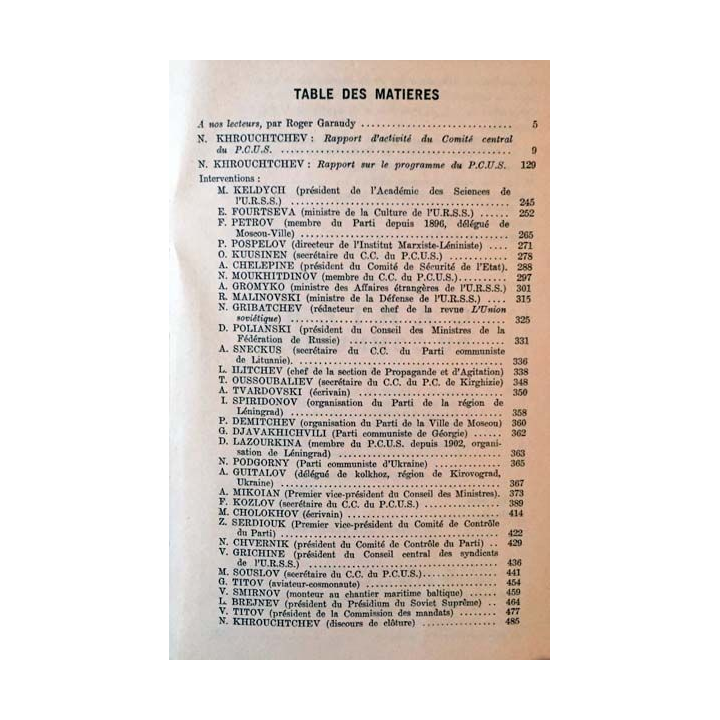 TABLE DES MATIERES
A nos lecteurs, par Roger Garaudy .......... 5
N. KHROUCHTCHEV : Rapport d'activité du Comité central
du P.C.U.S. .......... 9
N. KHROUCHTCHEV : Rapport sur le programme du P.C.U.S. 129
Interventions :
M. KELDYCH (président de l'Académie des Sciences de
l'U.R.S.S.) .......... 245
E. FOURTSEVA (ministre de la Culture de l'U.R.S.S.) ...... 252
F. PETROV (membre du Parti depuis 1896, délégué de
Moscou-Ville) .......... 265
P. POSPELOV (directeur de l'Institut Marxiste-Léniniste) .... 271
O. KUUSINEN (secrétaire du C.C. du P.C.U.S.) .......... 278
A. CHELEPINE (président du Comité de Sécurité de l'Etat). 288
N. MOUKHITDINOV (membre du C.C. du P.C.U.S.).......... 297
A. GROMYKO (ministre des Affaires étrangères de l'U.R.S.S.) 301
R. MALINOVSKI (ministre de la Défense de l'U.R.S.S.) .... 315
N. GRIBATCHEV (rédacteur en chef de la revue L'Union
soviétique) .......... 325
D. POLIANSKI (président du Conseil des Ministres de la
Fédération de Russie) .......... 331
A. SNECKUS (secrétaire du C.C. du Parti communiste
de Lituanie). .......... 336
L. ILITCHEV (chef de la section de Propagande et d'Agitation) 338
T. OUSSOUBALIEV (secrétaire du C.C. du P.C. de Kirghizie) 348
A. TVARDOVSKI (écrivain) .......... 350
I. SPIRIDONOV (organisation du Parti de la région de
Léningrad) .......... 358
P. DEMITCHEV (organisation du Parti de la Ville de Moscou) 360
G. DJAVAKHICHVILI (Parti communiste de Géorgie) ...... 362
D. LAZOURKINA (membre du P.C.U.S. depuis 1902, organi-
sation de Léningrad) .......... 363
N. PODGORNY (Parti communiste d'Ukraine) .......... 365
A. GUITALOV (délégué de kolkhoz, région de Kirovograd,
Ukraine) .......... 367
A. MIKOIAN (Premier vice-président du Conseil des Ministres). 373
F. KOZLOV (secrétaire du C.C. du P.C.U.S.) .......... 389
M. CHOLOKHOV (écrivain) .......... 414
Z. SERDIOUK (Premier vice-président du Comité de Contrôle
du Parti) .......... 422
N. CHVERNIK (président du Comité de Contrôle du Parti) .. 429
V. GRICHINE (président du Conseil central des syndicats
de l'U.R.S.S.) .......... 436
M. SOUSLOV (secrétaire du C.C. du P.C.U.S.).......... 441
G. TITOV (aviateur-cosmonaute) .......... 454
V. SMIRNOV (monteur au chantier maritime baltique) ...... 459
L. BREJNEV (président du Présidium du Soviet Suprême) .. 464
V. TITOV (président de la Commission des mandats) ....... 477
N. KHROUCHTCHEV (discours de clôture) .......... 485